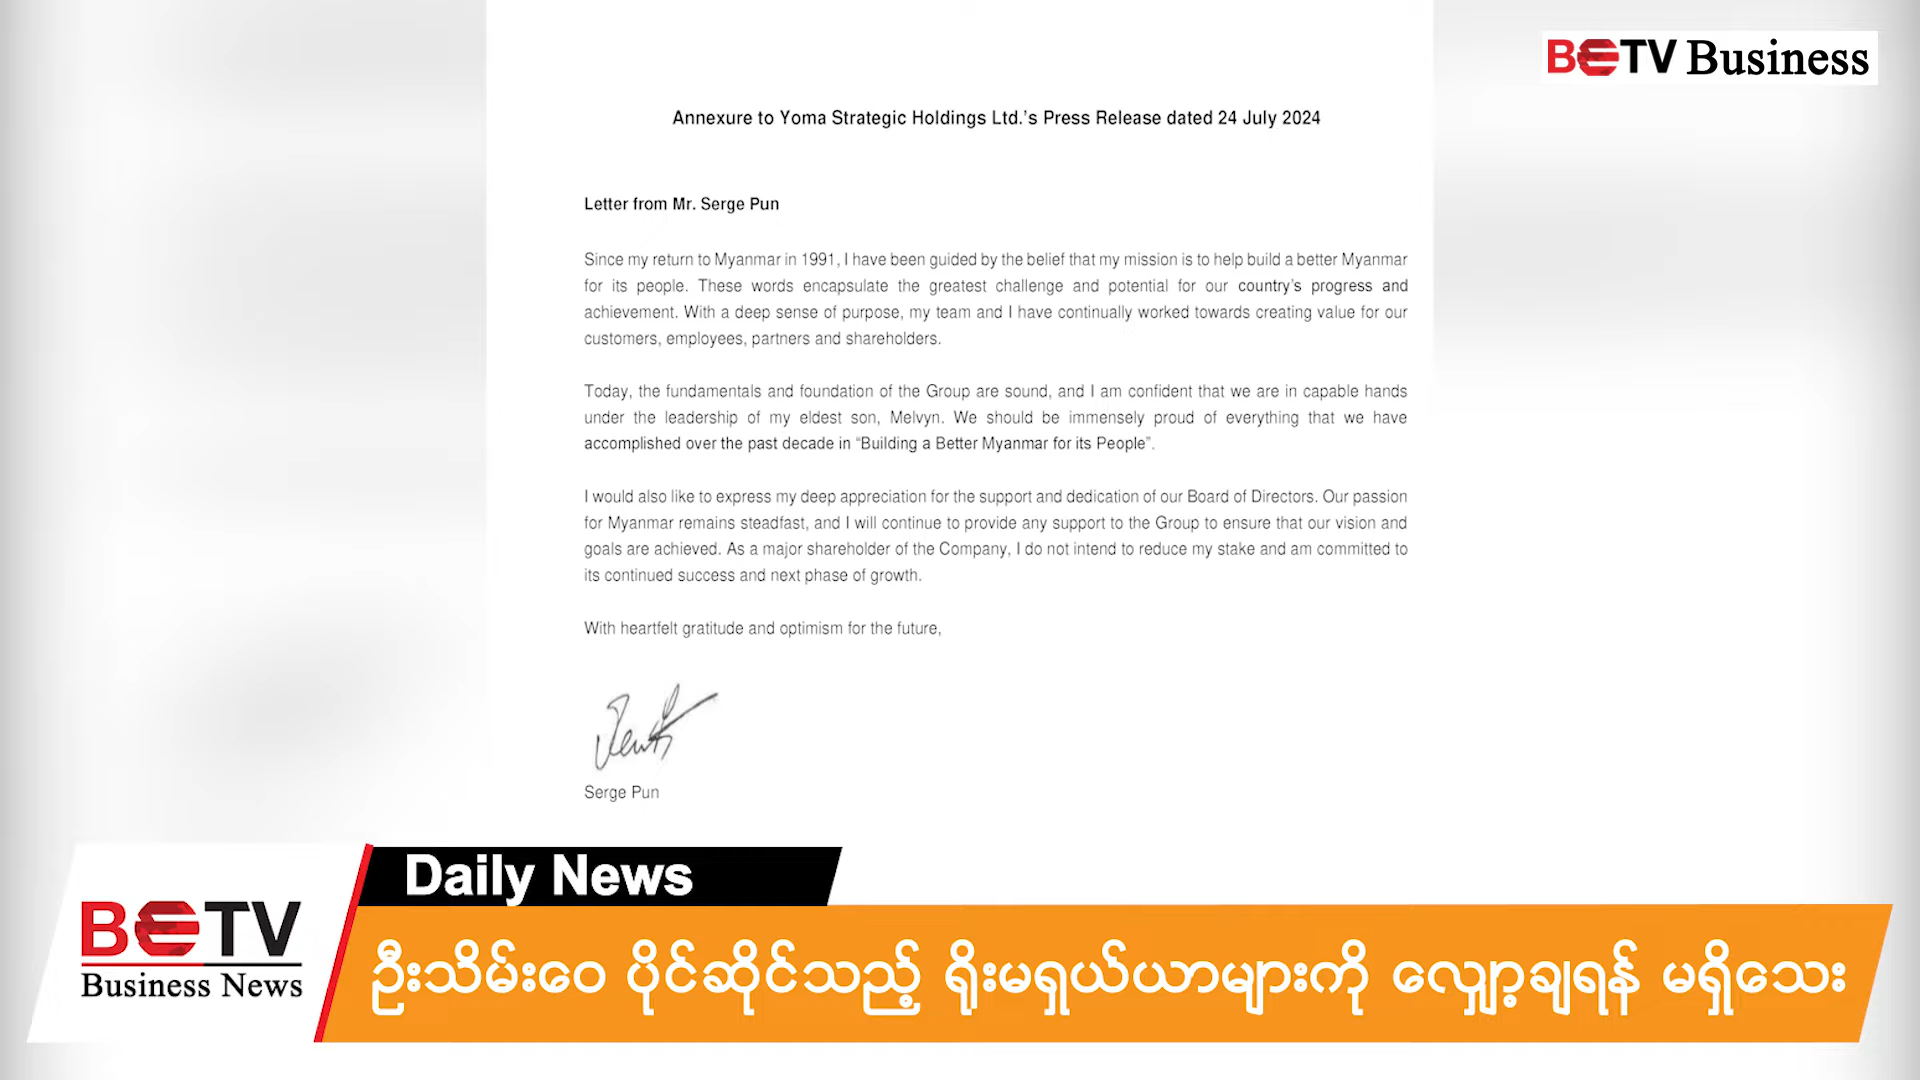 BETV Business
Annexure to Yoma Strategic Holdings Ltd.'s Press Release dated 24 July 2024
Letter from Mr. Serge Pun
Since my return to Myanmar in 1991, I have been guided by the belief that my mission is to help build a better Myanmar
for its people. These words encapsulate the greatest challenge and potential for our country's progress and
achievement. With a deep sense of purpose, my team and I have continually worked towards creating value for our
customers, employees, partners and shareholders.
Today, the fundamentals and foundation of the Group are sound, and I am confident that we are in capable hands
under the leadership of my eldest son, Melvyn. We should be immensely proud of everything that we have
accomplished over the past decade in “Building a Better Myanmar for its People”.
I would also like to express my deep appreciation for the support and dedication of our Board of Directors. Our passion
for Myanmar remains steadfast, and I will continue to provide any support to the Group to ensure that our vision and
goals are achieved. As a major shareholder of the Company, I do not intend to reduce my stake and am committed to
its continued success and next phase of growth.
With heartfelt gratitude and optimism for the future,
Serge Pun
Daily News
BETV
Business News
ဦးသိမ်းဝေ ပိုင်ဆိုင်သည့် ရိုးမရှယ်ယာများကို လျှော့ချရန် မရှိသေး